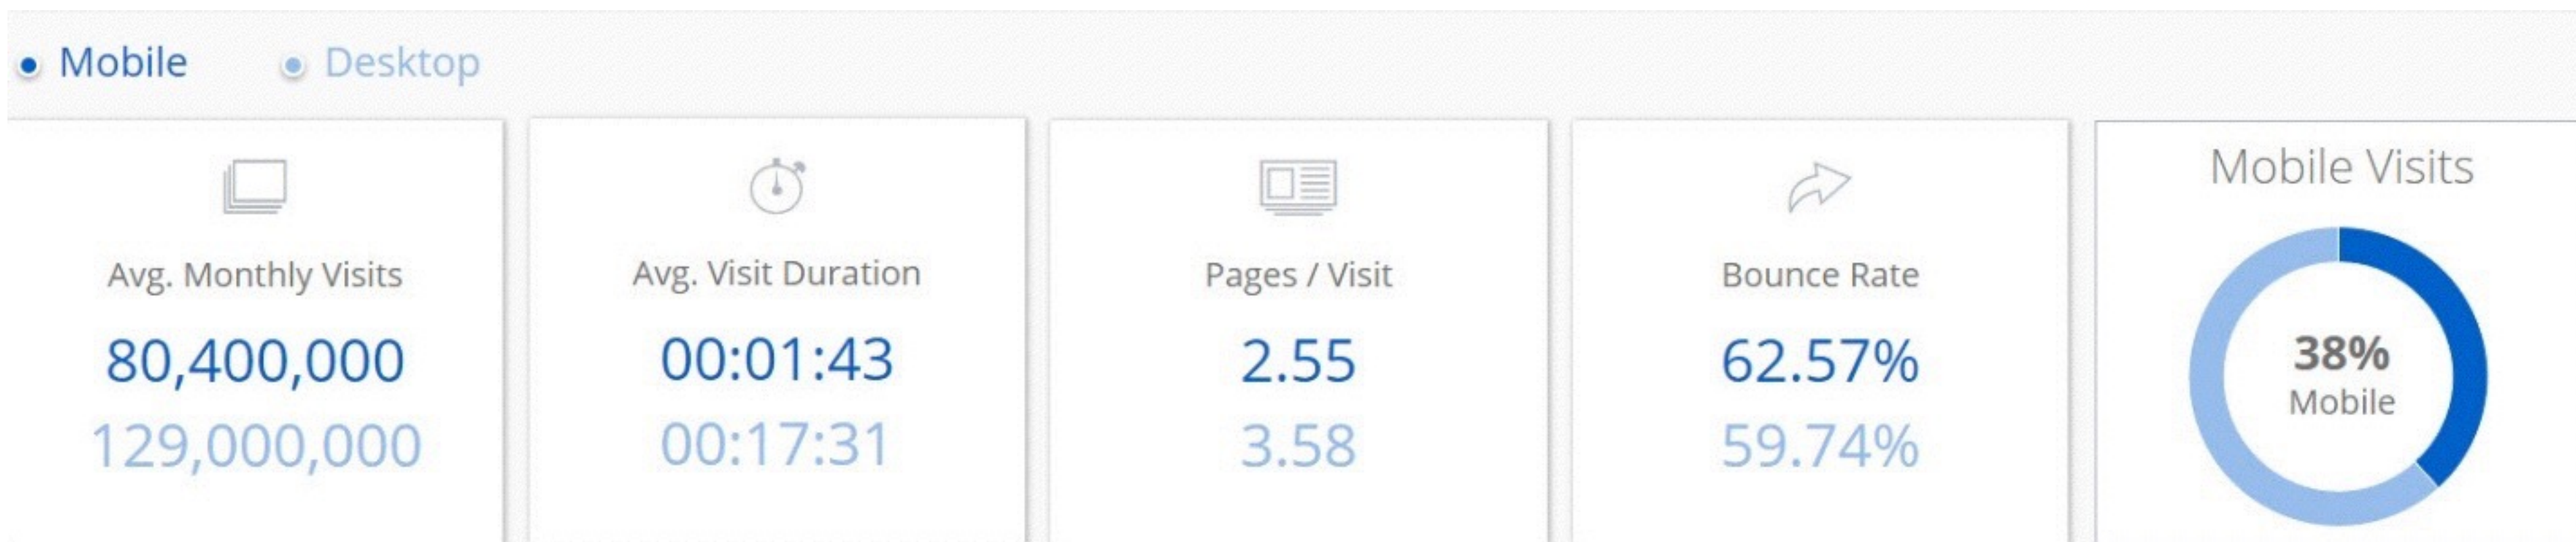 Mobile
Desktop
Avg. Monthly Visits
80,400,000
129,000,000
Avg. Visit Duration
00:01:43
00:17:31
Pages / Visit
2.55
3.58
Bounce Rate
62.57%
59.74%
Mobile Visits
38%
Mobile